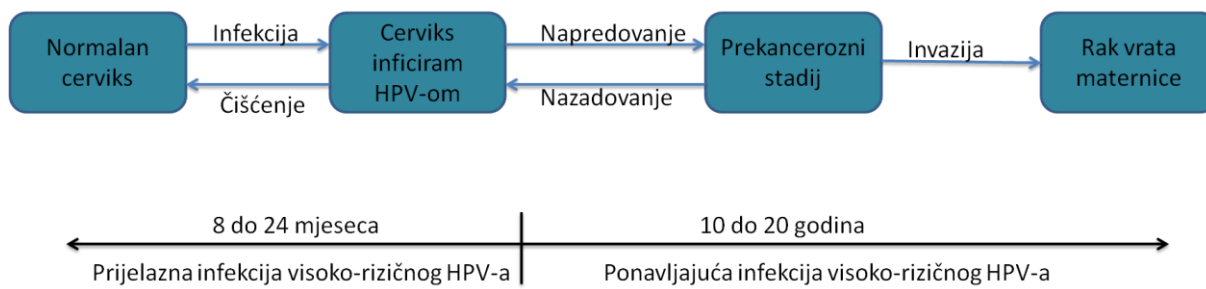 Normalan
cerviks
Infekcija
Čišćenje
Cerviks
inficiram
HPV-om
Napredovanje
Nazadovanje
Prekancerozni
stadij
Invazija
Rak vrata
maternice
8 do 24 mjeseca
10 do 20 godina
Prijelazna infekcija visoko-rizičnog HPV-a
Ponavljajuća infekcija visoko-rizičnog HPV-a